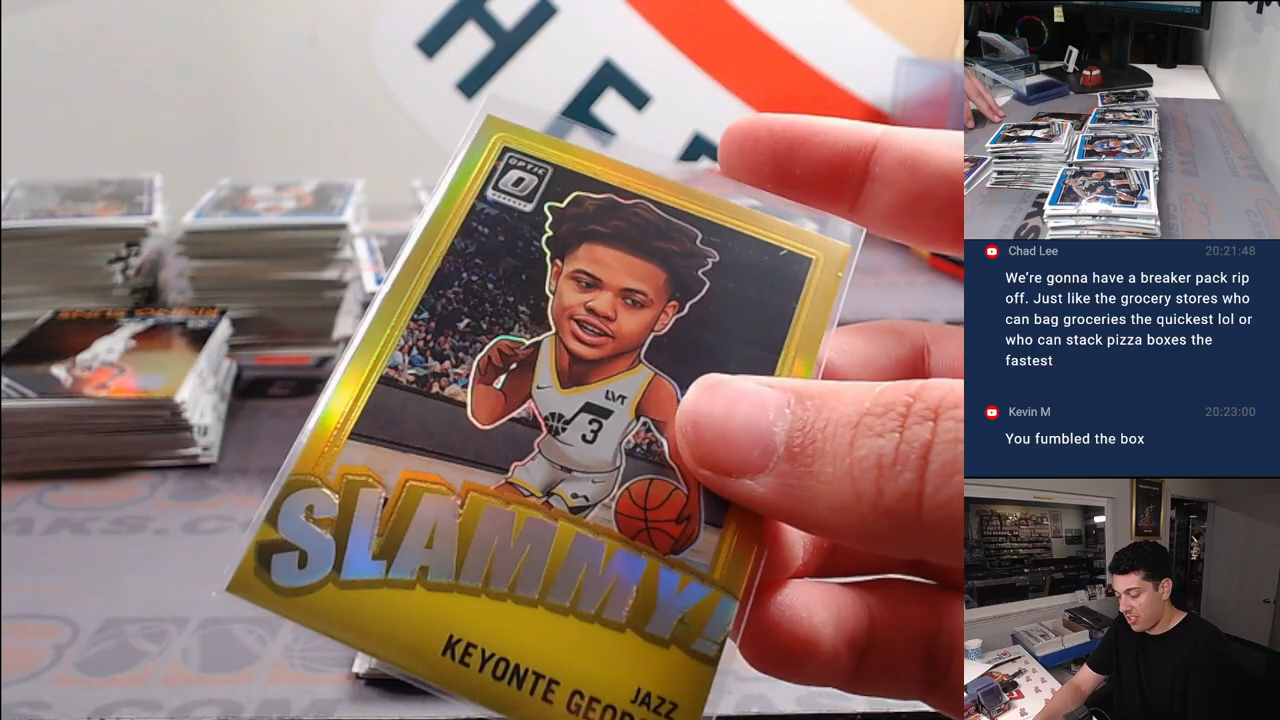 HER
OPTIC
LVT
3
SLAMMY!
KEYONTE GEOR
JAZZ
Chad Lee 20:21:48
We're gonna have a breaker pack rip
off. Just like the grocery stores who
can bag groceries the quickest lol or
who can stack pizza boxes the
fastest
Kevin M 20:23:00
You fumbled the box